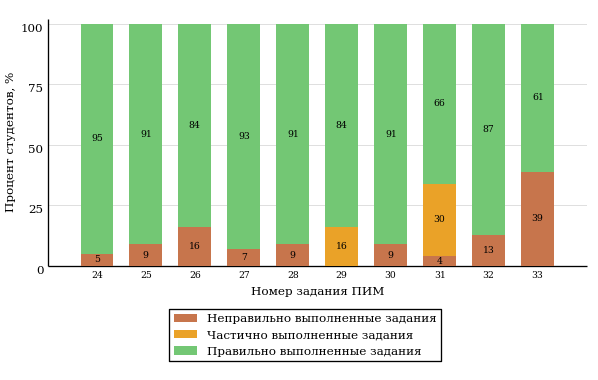 Процент студентов, %
100
75
50
25
0
95 91 84 93 91 84 91 66 87 61
30
5 9 16 7 9 16 9 4 13 39
24 25 26 27 28 29 30 31 32 33
Номер задания ПИМ
Неправильно выполненные задания
Частично выполненные задания
Правильно выполненные задания